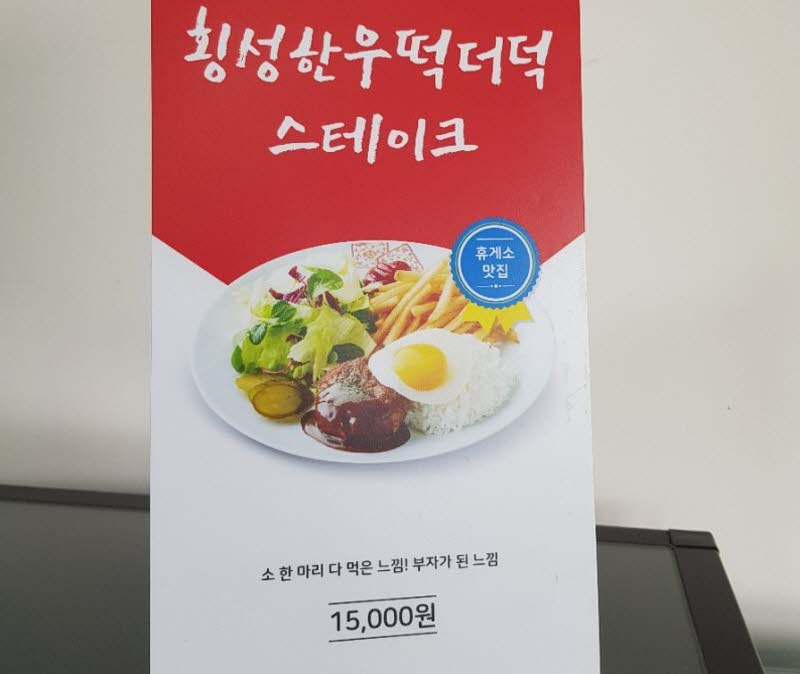 횡성한우떡더덕
스테이크
휴게소
맛집
소 한 마리 다 먹은 느낌! 부자가 된 느낌
15,000원